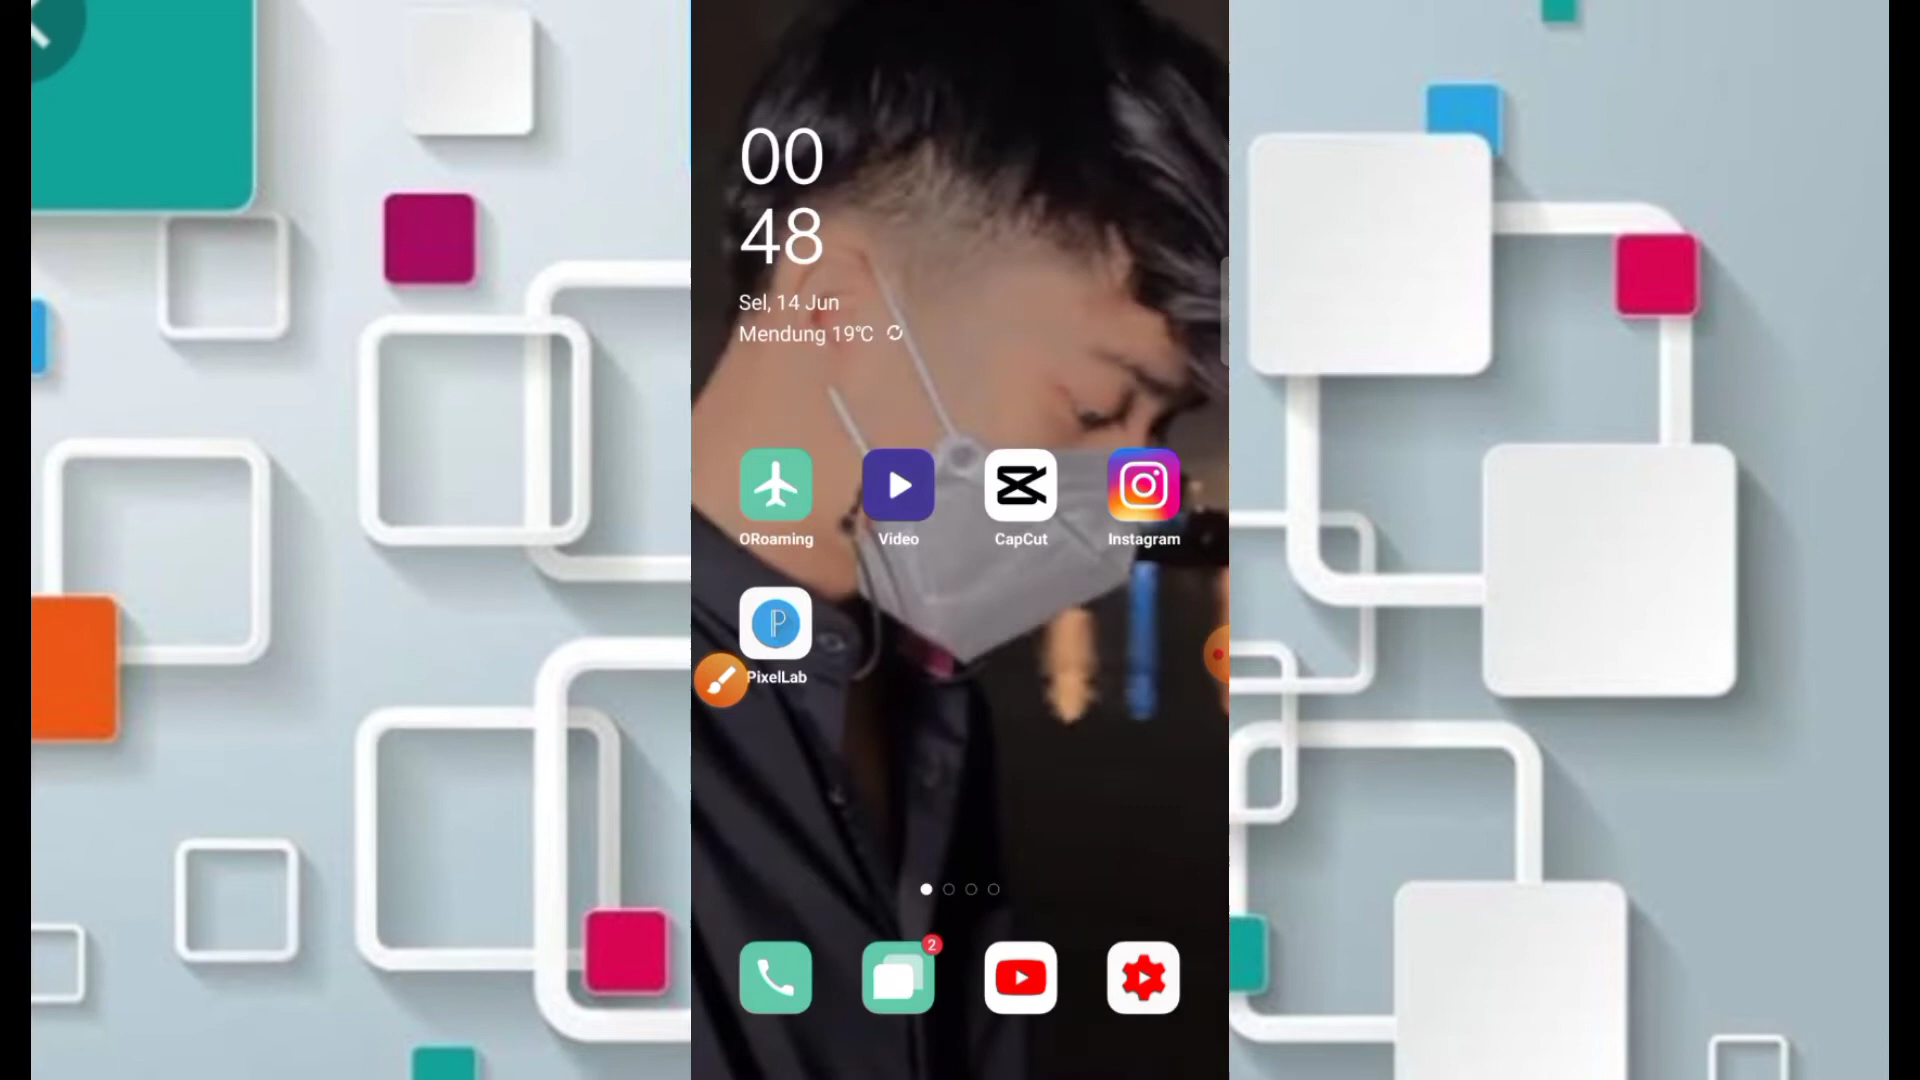 00
48
Sel, 14 Jun
Mendung 19℃
ORoaming
Video
CapCut
Instagram
PixelLab
2